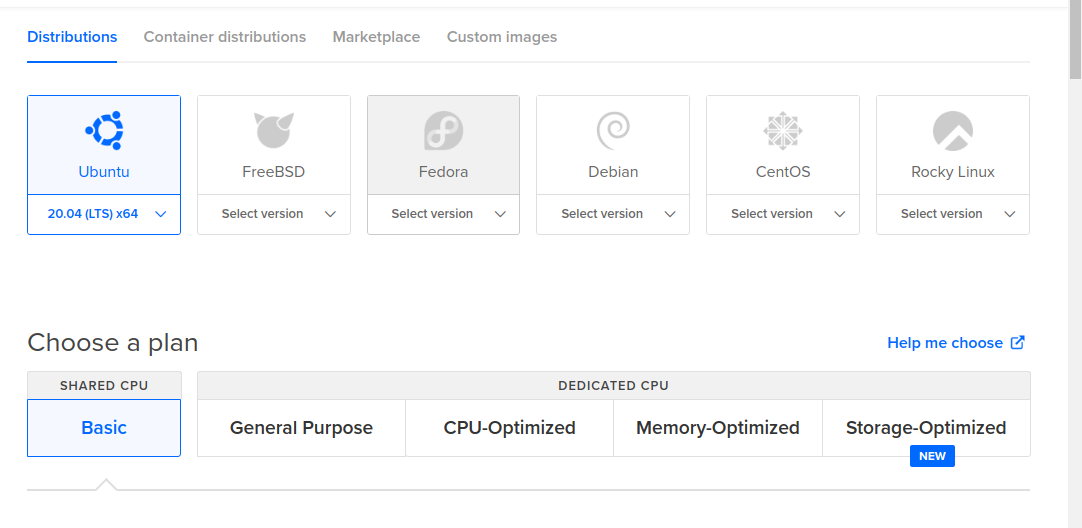 Distributions Container distributions Marketplace Custom images
Ubuntu FreeBSD Fedora Debian CentOS Rocky Linux
20.04 (LTS) x64 Select version Select version Select version Select version Select version
Choose a plan Help me choose
SHARED CPU DEDICATED CPU
Basic General Purpose CPU-Optimized Memory-Optimized Storage-Optimized
NEW